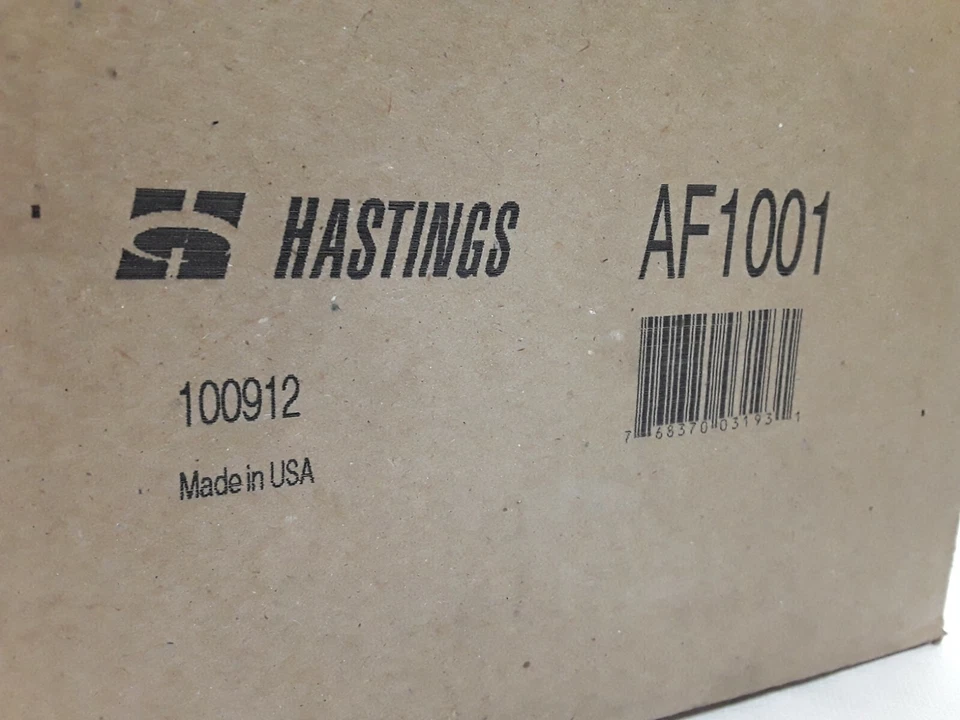 HASTINGS
AF1001
7 68370 03193 1
100912
Made in USA